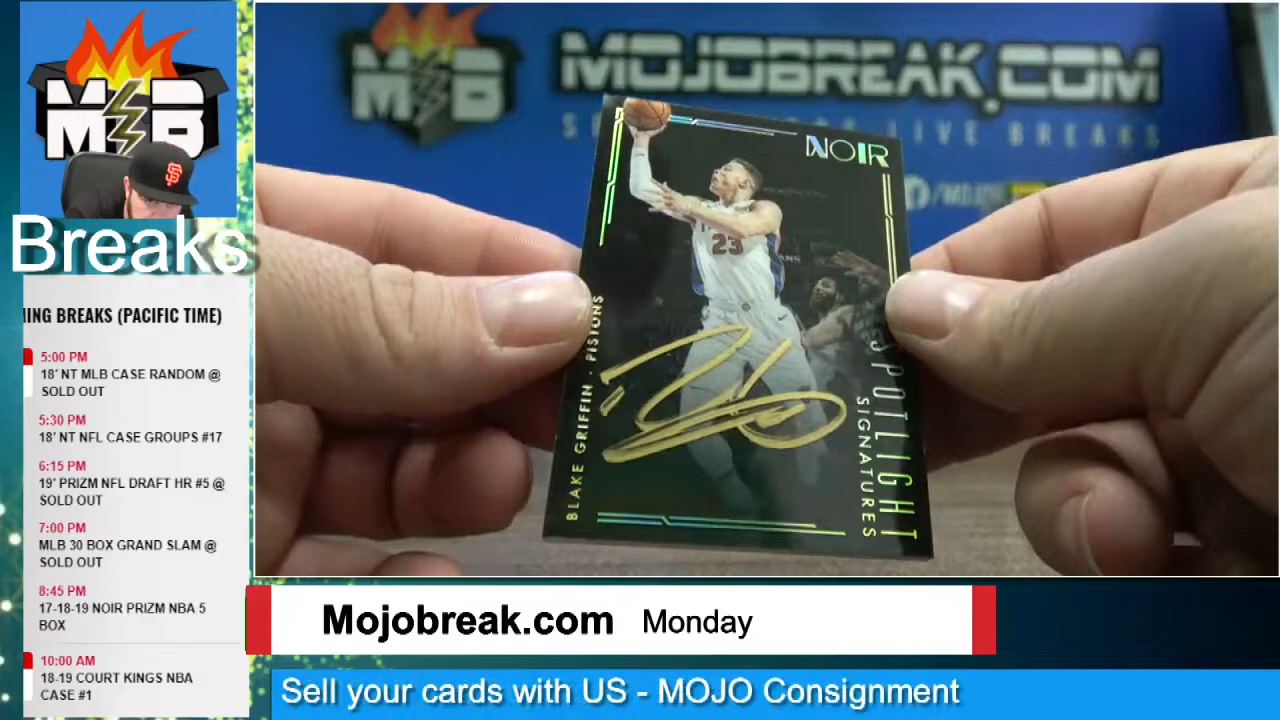 M B
Breaks
ING BREAKS (PACIFIC TIME)
5:00 PM
18' NT MLB CASE RANDOM @
SOLD OUT
5:30 PM
18' NT NFL CASE GROUPS #17
6:15 PM
19' PRIZM NFL DRAFT HR #5 @
SOLD OUT
7:00 PM
MLB 30 BOX GRAND SLAM @
SOLD OUT
8:45 PM
17-18-19 NOIR PRIZM NBA 5
BOX
10:00 AM
18-19 COURT KINGS NBA
CASE #1
M B
MOJOBREAK.COM
LIVE BREAKS
NOIR
23
BLAKE GRIFFIN · PISTONS
SPOTLIGHT
SIGNATURES
Mojobreak.com Monday
Sell your cards with US - MOJO Consignment